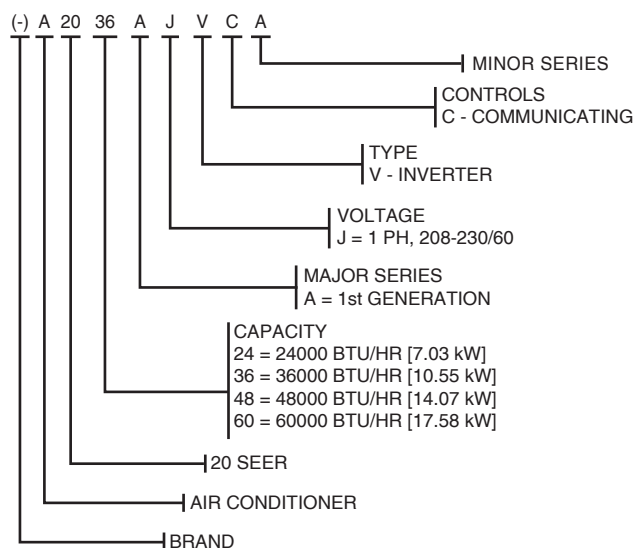 (-) A 20 36 A J V C A
MINOR SERIES
CONTROLS
C - COMMUNICATING
TYPE
V - INVERTER
VOLTAGE
J = 1 PH, 208-230/60
MAJOR SERIES
A = 1st GENERATION
CAPACITY
24 = 24000 BTU/HR [7.03 kW]
36 = 36000 BTU/HR [10.55 kW]
48 = 48000 BTU/HR [14.07 kW]
60 = 60000 BTU/HR [17.58 kW]
20 SEER
AIR CONDITIONER
BRAND